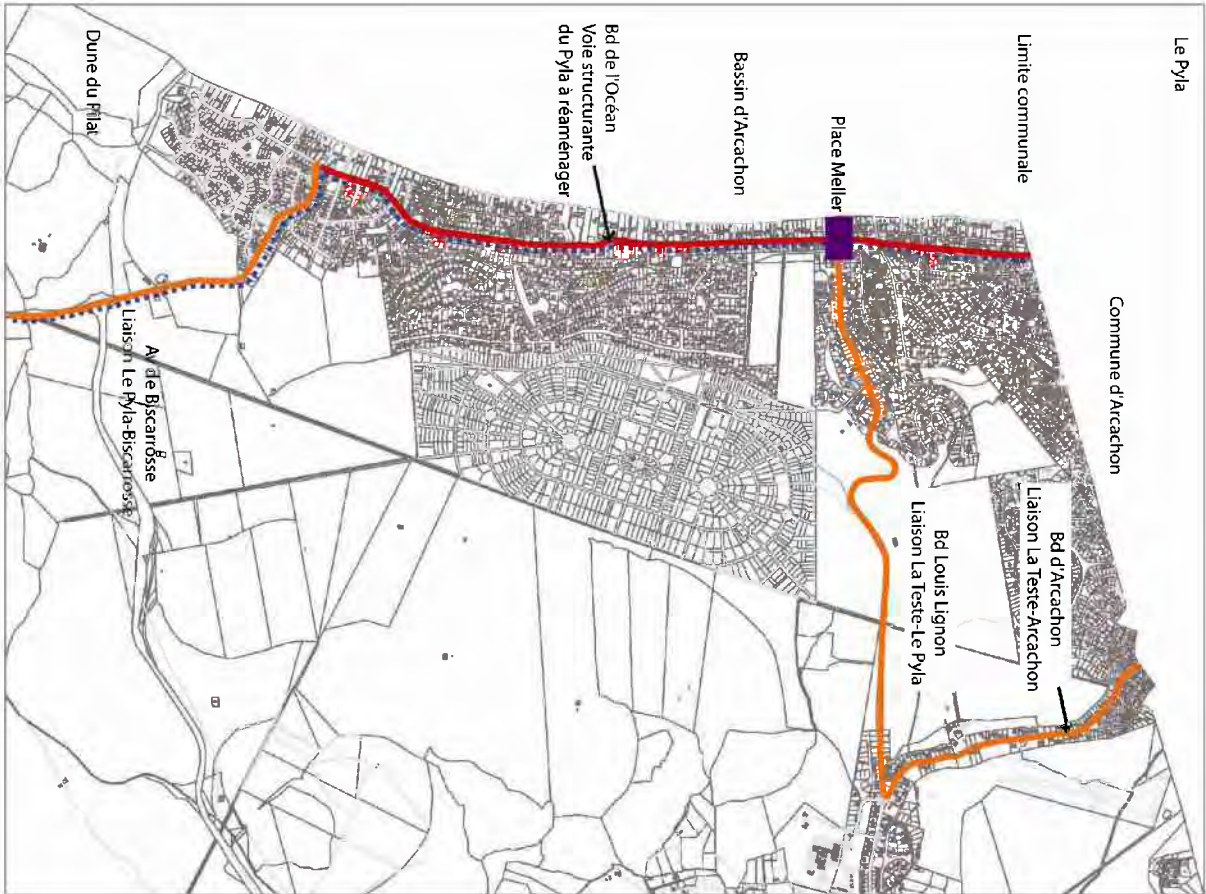 Le Pyla
Limite communale
Commune d'Arcachon
Place Meller
Bassin d'Arcachon
Bd de l'Océan
Voie structurante
du Pyla à réaménager
Bd d'Arcachon
Liaison La Teste-Arcachon
Bd Louis Lignon
Liaison La Teste-Le Pyla
Dune du Pilat
Av de Biscarrosse
Liaison Le Pyla-Biscarosse